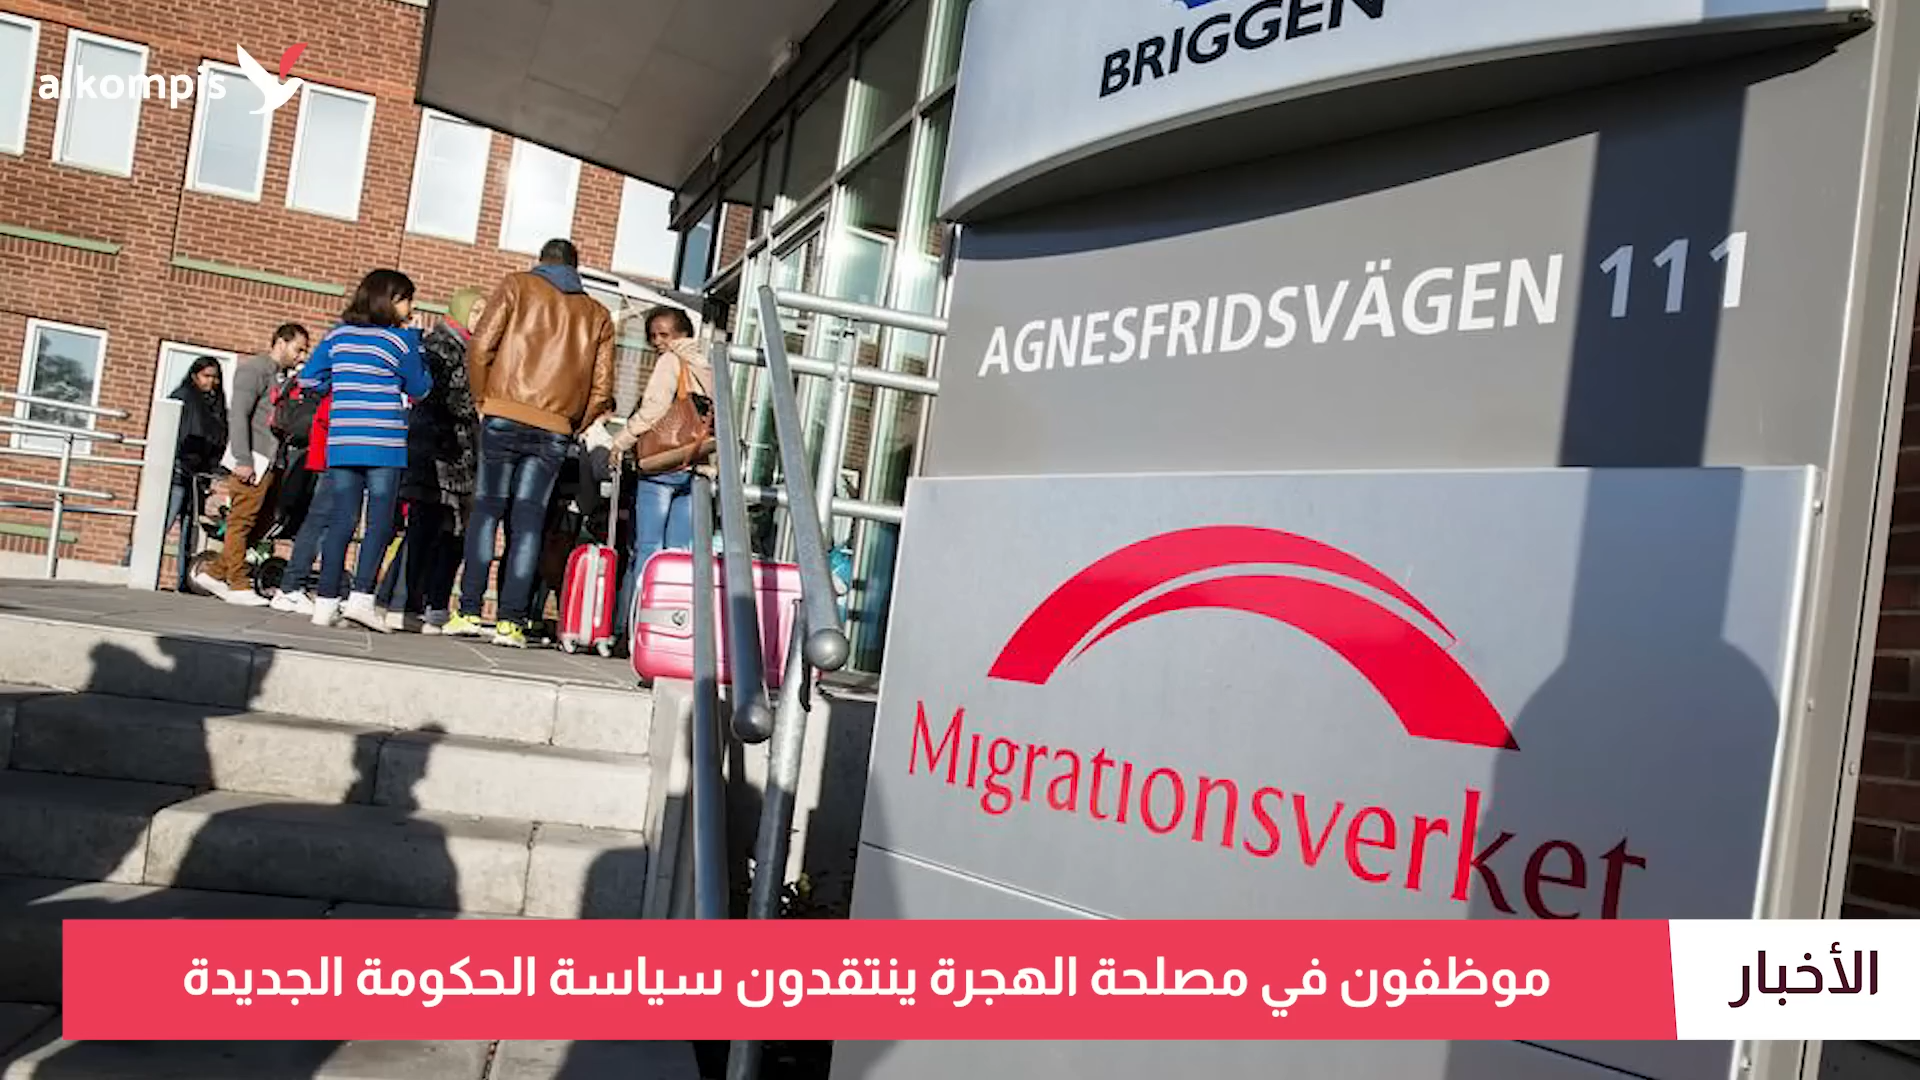 alkompis
BRIGGEN
AGNESFRIDSVÄGEN 111
Migrationsverket
الأخبار
موظفون في مصلحة الهجرة ينتقدون سياسة الحكومة الجديدة